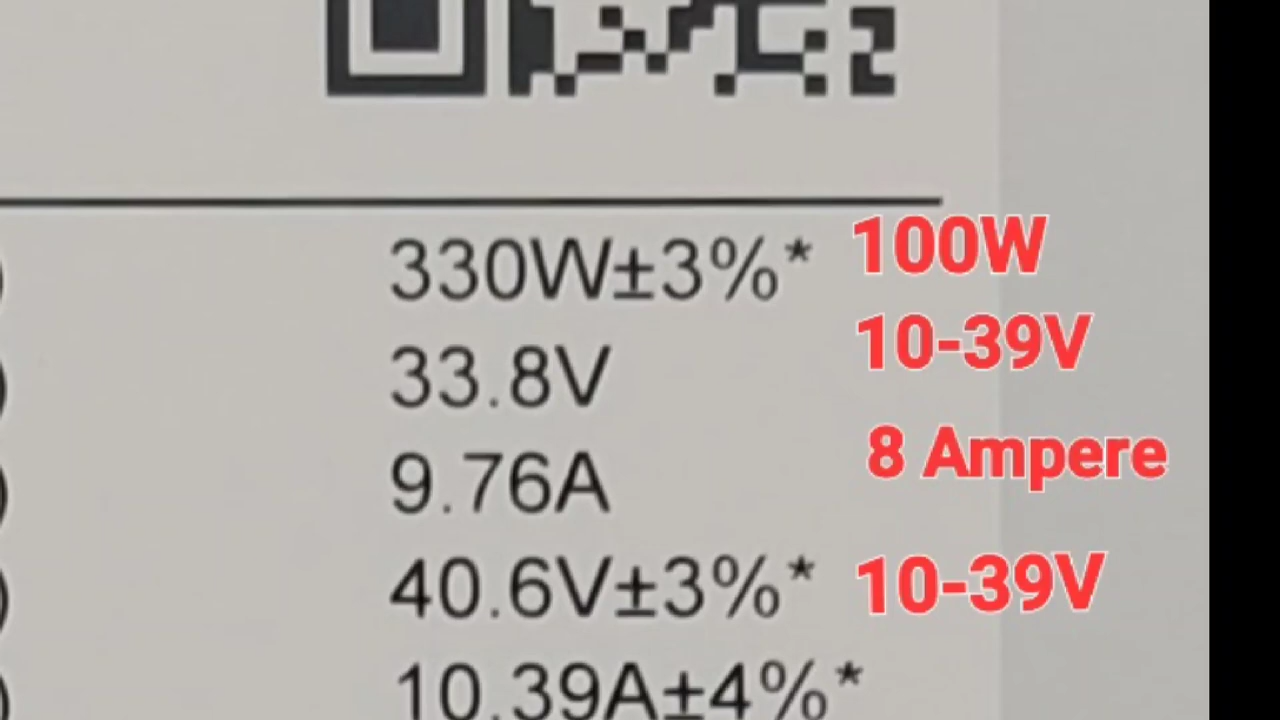 330W±3%* 100W
33.8V 10-39V
9.76A 8 Ampere
40.6V±3%* 10-39V
10.39A±4%*